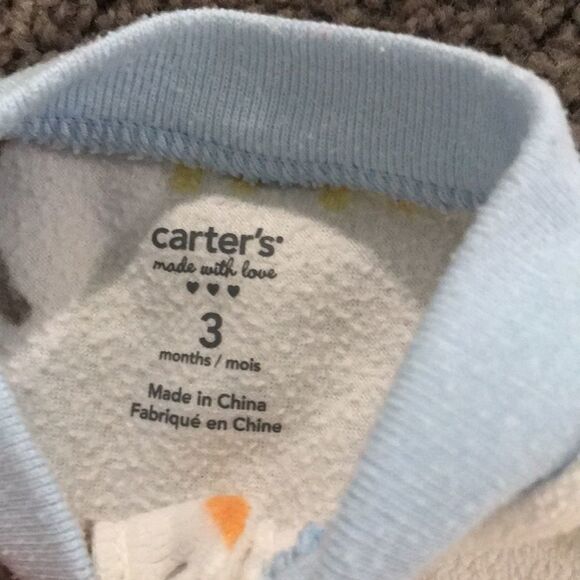 carter's®
made with love
♥ ♥ ♥
3
months / mois
Made in China
Fabriqué en Chine